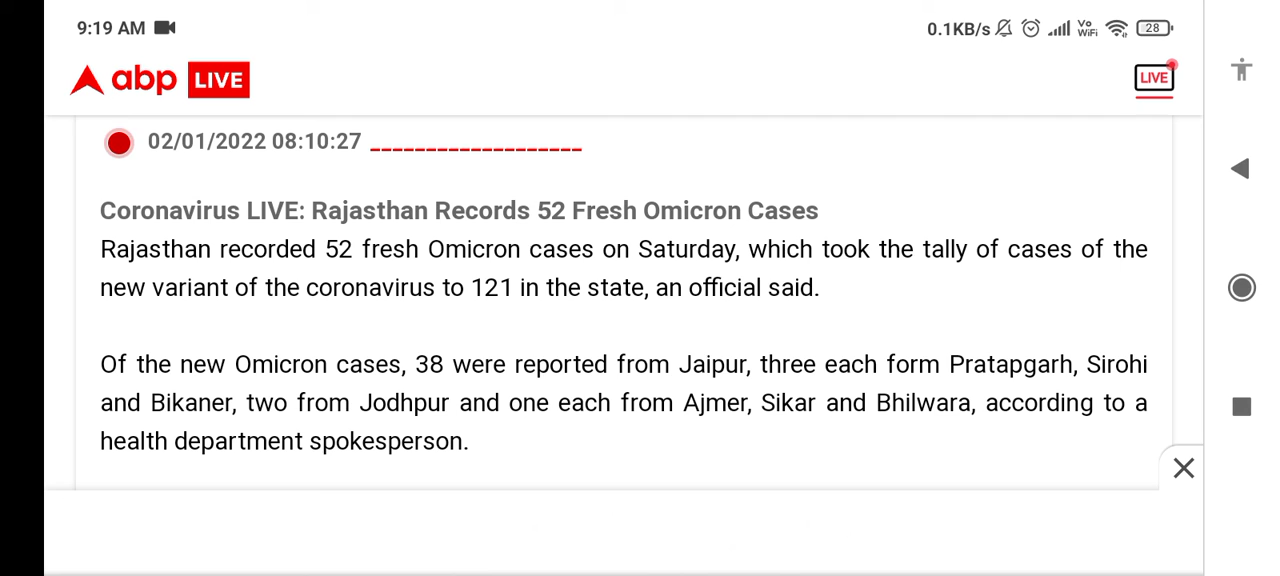 9:19 AM
0.1KB/s Vo WiFi 28
abp LIVE
LIVE
02/01/2022 08:10:27 ___________________
Coronavirus LIVE: Rajasthan Records 52 Fresh Omicron Cases
Rajasthan recorded 52 fresh Omicron cases on Saturday, which took the tally of cases of the
new variant of the coronavirus to 121 in the state, an official said.
Of the new Omicron cases, 38 were reported from Jaipur, three each form Pratapgarh, Sirohi
and Bikaner, two from Jodhpur and one each from Ajmer, Sikar and Bhilwara, according to a
health department spokesperson.